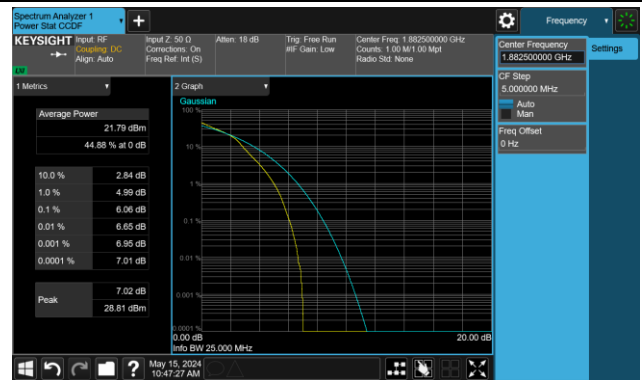 Spectrum Analyzer 1
Power Stat CCDF
Frequency
KEYSIGHT
Input: RF
Coupling: DC
Align: Auto
Input Z: 50 Ω
Corrections: On
Freq Ref: Int (S)
Atten: 18 dB
Trig: Free Run
#IF Gain: Low
Center Freq: 1.882500000 GHz
Counts: 1.00 M/1.00 Mpt
Radio Std: None
Center Frequency
1.882500000 GHz
Settings
CF Step
5.000000 MHz
Auto
Man
Freq Offset
0 Hz
1 Metrics
Average Power
21.79 dBm
44.88 % at 0 dB
10.0 % 2.84 dB
1.0 % 4.99 dB
0.1 % 6.06 dB
0.01 % 6.65 dB
0.001 % 6.95 dB
0.0001 % 7.01 dB
Peak
7.02 dB
28.81 dBm
2 Graph
Gaussian
100 %
10 %
1 %
0.1 %
0.01 %
0.001 %
0.0001 %
0.00 dB
20.00 dB
Info BW 25.000 MHz
May 15, 2024
10:47:27 AM